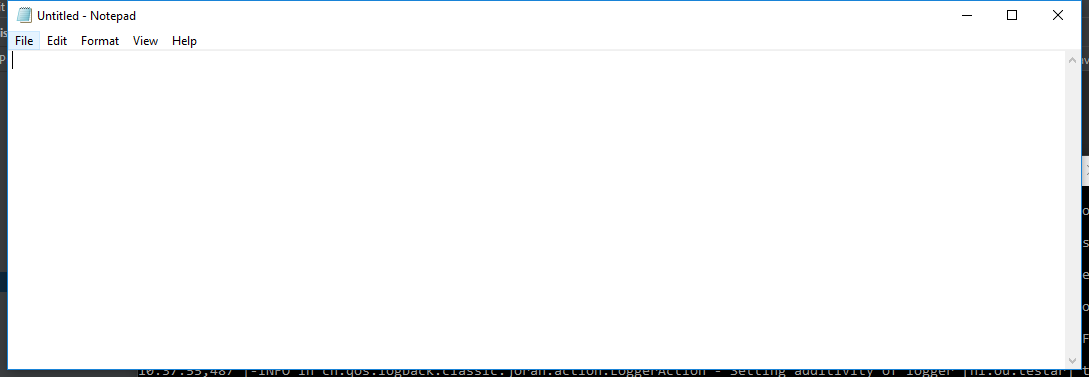 Untitled - Notepad
File Edit Format View Help
10:37:55,487 |-INFO in ch.qos.logback.classic.joran.action.LoggerAction - Setting additivity of logger [nl.ou.testar]